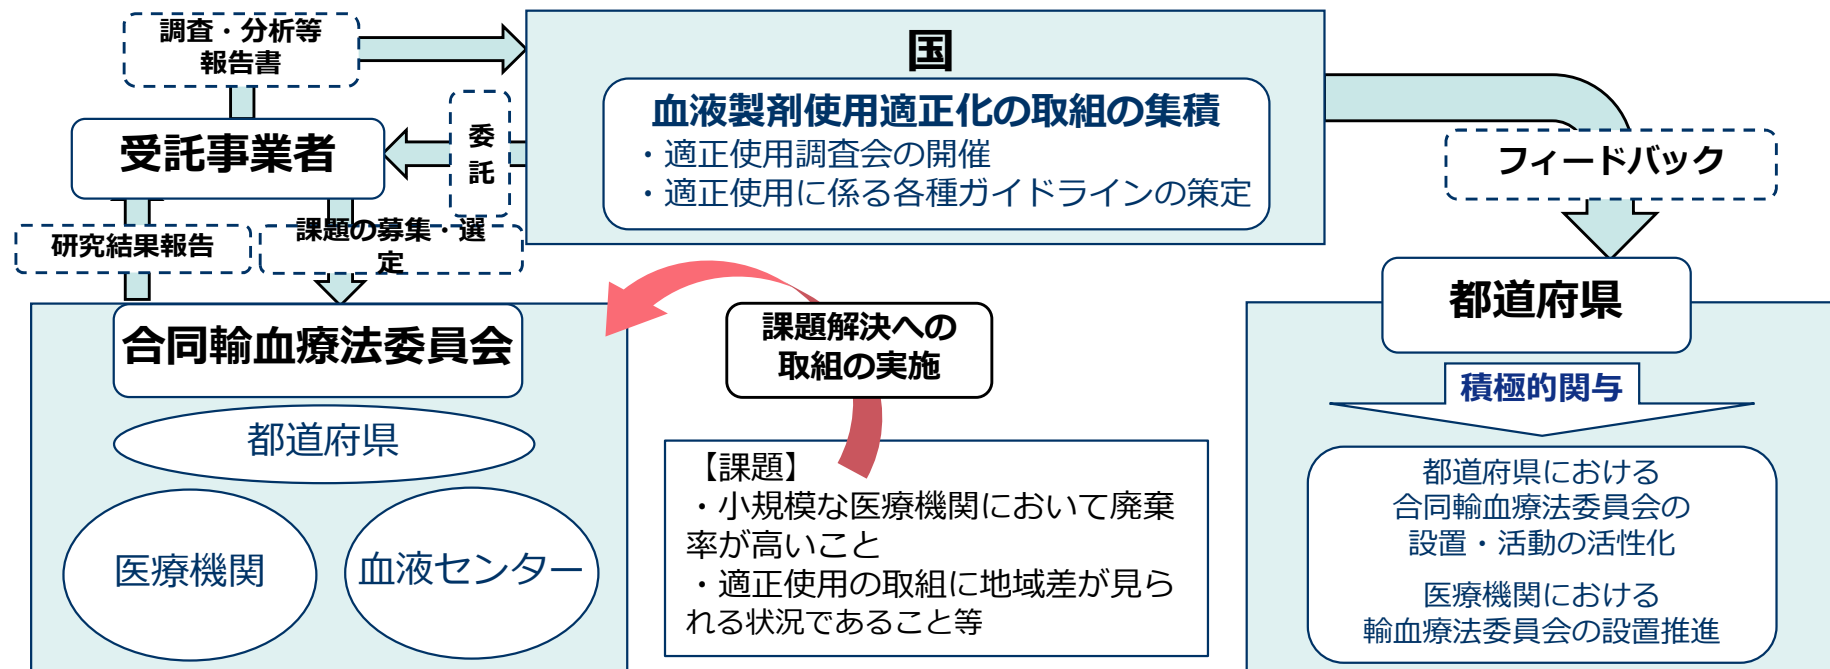 調査・分析等
報告書
国
血液製剤使用適正化の取組の集積
・適正使用調査会の開催
・適正使用に係る各種ガイドラインの策定
委
託
受託事業者
フィードバック
研究結果報告
課題の募集・選
定
都道府県
合同輸血療法委員会
課題解決への
取組の実施
積極的関与
都道府県
医療機関
血液センター
【課題】
・小規模な医療機関において廃棄
率が高いこと
・適正使用の取組に地域差が見ら
れる状況であること等
都道府県における
合同輸血療法委員会の
設置・活動の活性化
医療機関における
輸血療法委員会の設置推進